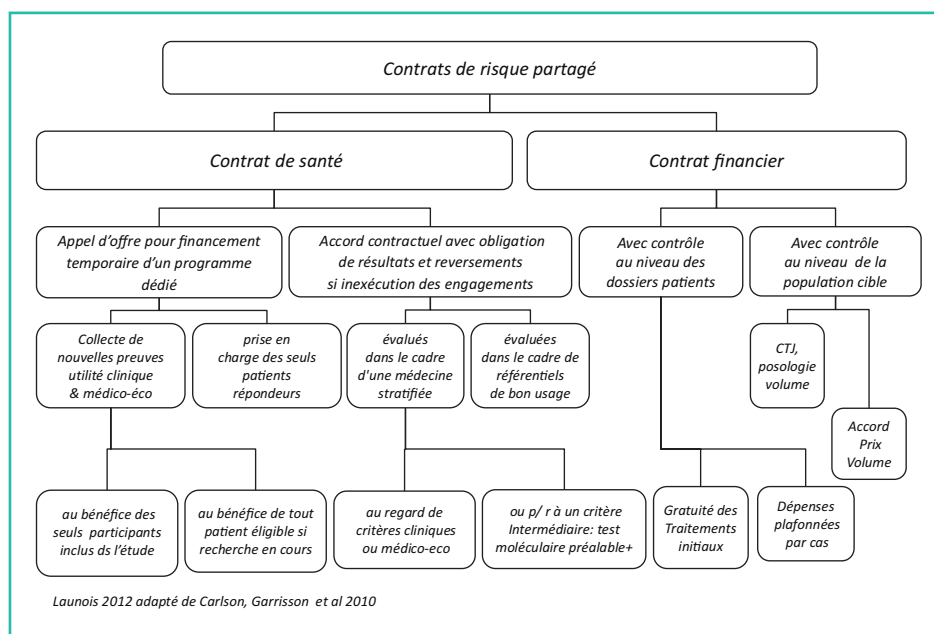 Contrats de risque partagé
Contrat de santé
Contrat financier
Appel d'offre pour financement
temporaire d'un programme
dédié
Accord contractuel avec obligation
de résultats et reversements
si inexécution des engagements
Avec contrôle
au niveau des
dossiers patients
Avec contrôle
au niveau de la
population cible
Collecte de
nouvelles preuves
utilité clinique
& médico-éco
prise en
charge des seuls
patients
répondeurs
évalués
dans le cadre
d'une médecine
stratifiée
évaluées
dans le cadre de
référentiels
de bon usage
CTJ,
posologie
volume
Accord
Prix
Volume
au bénéfice des
seuls participants
inclus ds l'étude
au bénéfice de tout
patient éligible si
recherche en cours
au regard de
critères cliniques
ou médico-eco
ou p/ r à un critère
Intermédiaire: test
moléculaire préalable+
Gratuité des
Traitements
initiaux
Dépenses
plafonnées
par cas
Launois 2012 adapté de Carlson, Garrisson et al 2010